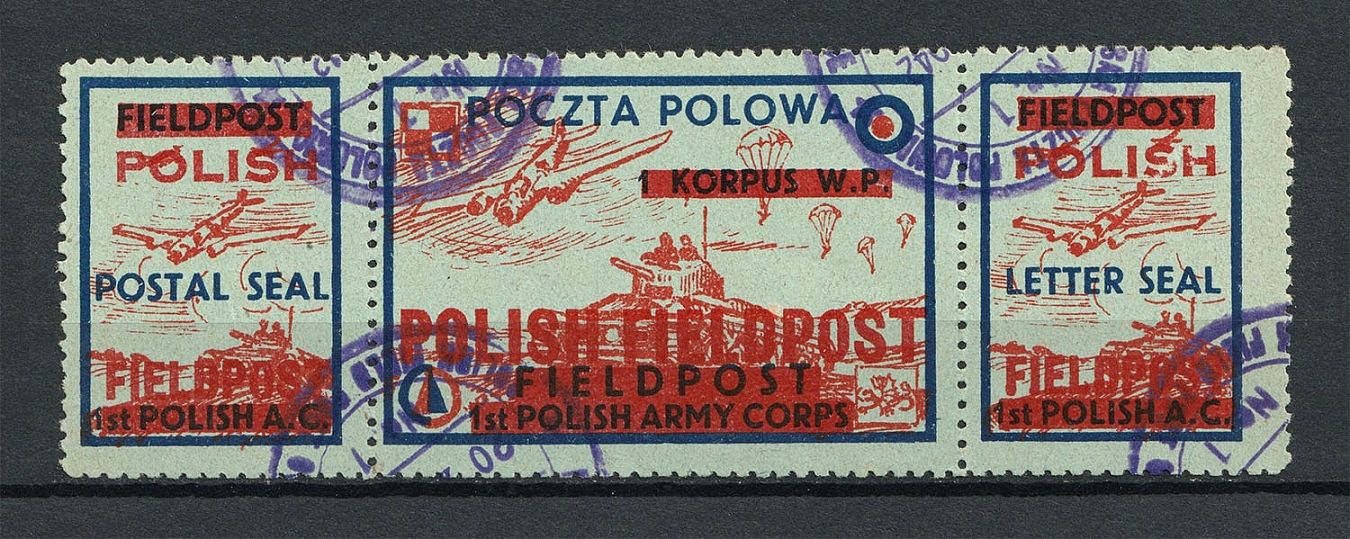 FIELDPOST
POLISH
POSTAL SEAL
FIELDPOST
1st POLISH A.C.
POCZTA POLOWA
1 KORPUS W.P.
POLISH FIELDPOST
FIELDPOST
1st POLISH ARMY CORPS
FIELDPOST
POLISH
LETTER SEAL
FIELDPOST
1st POLISH A.C.